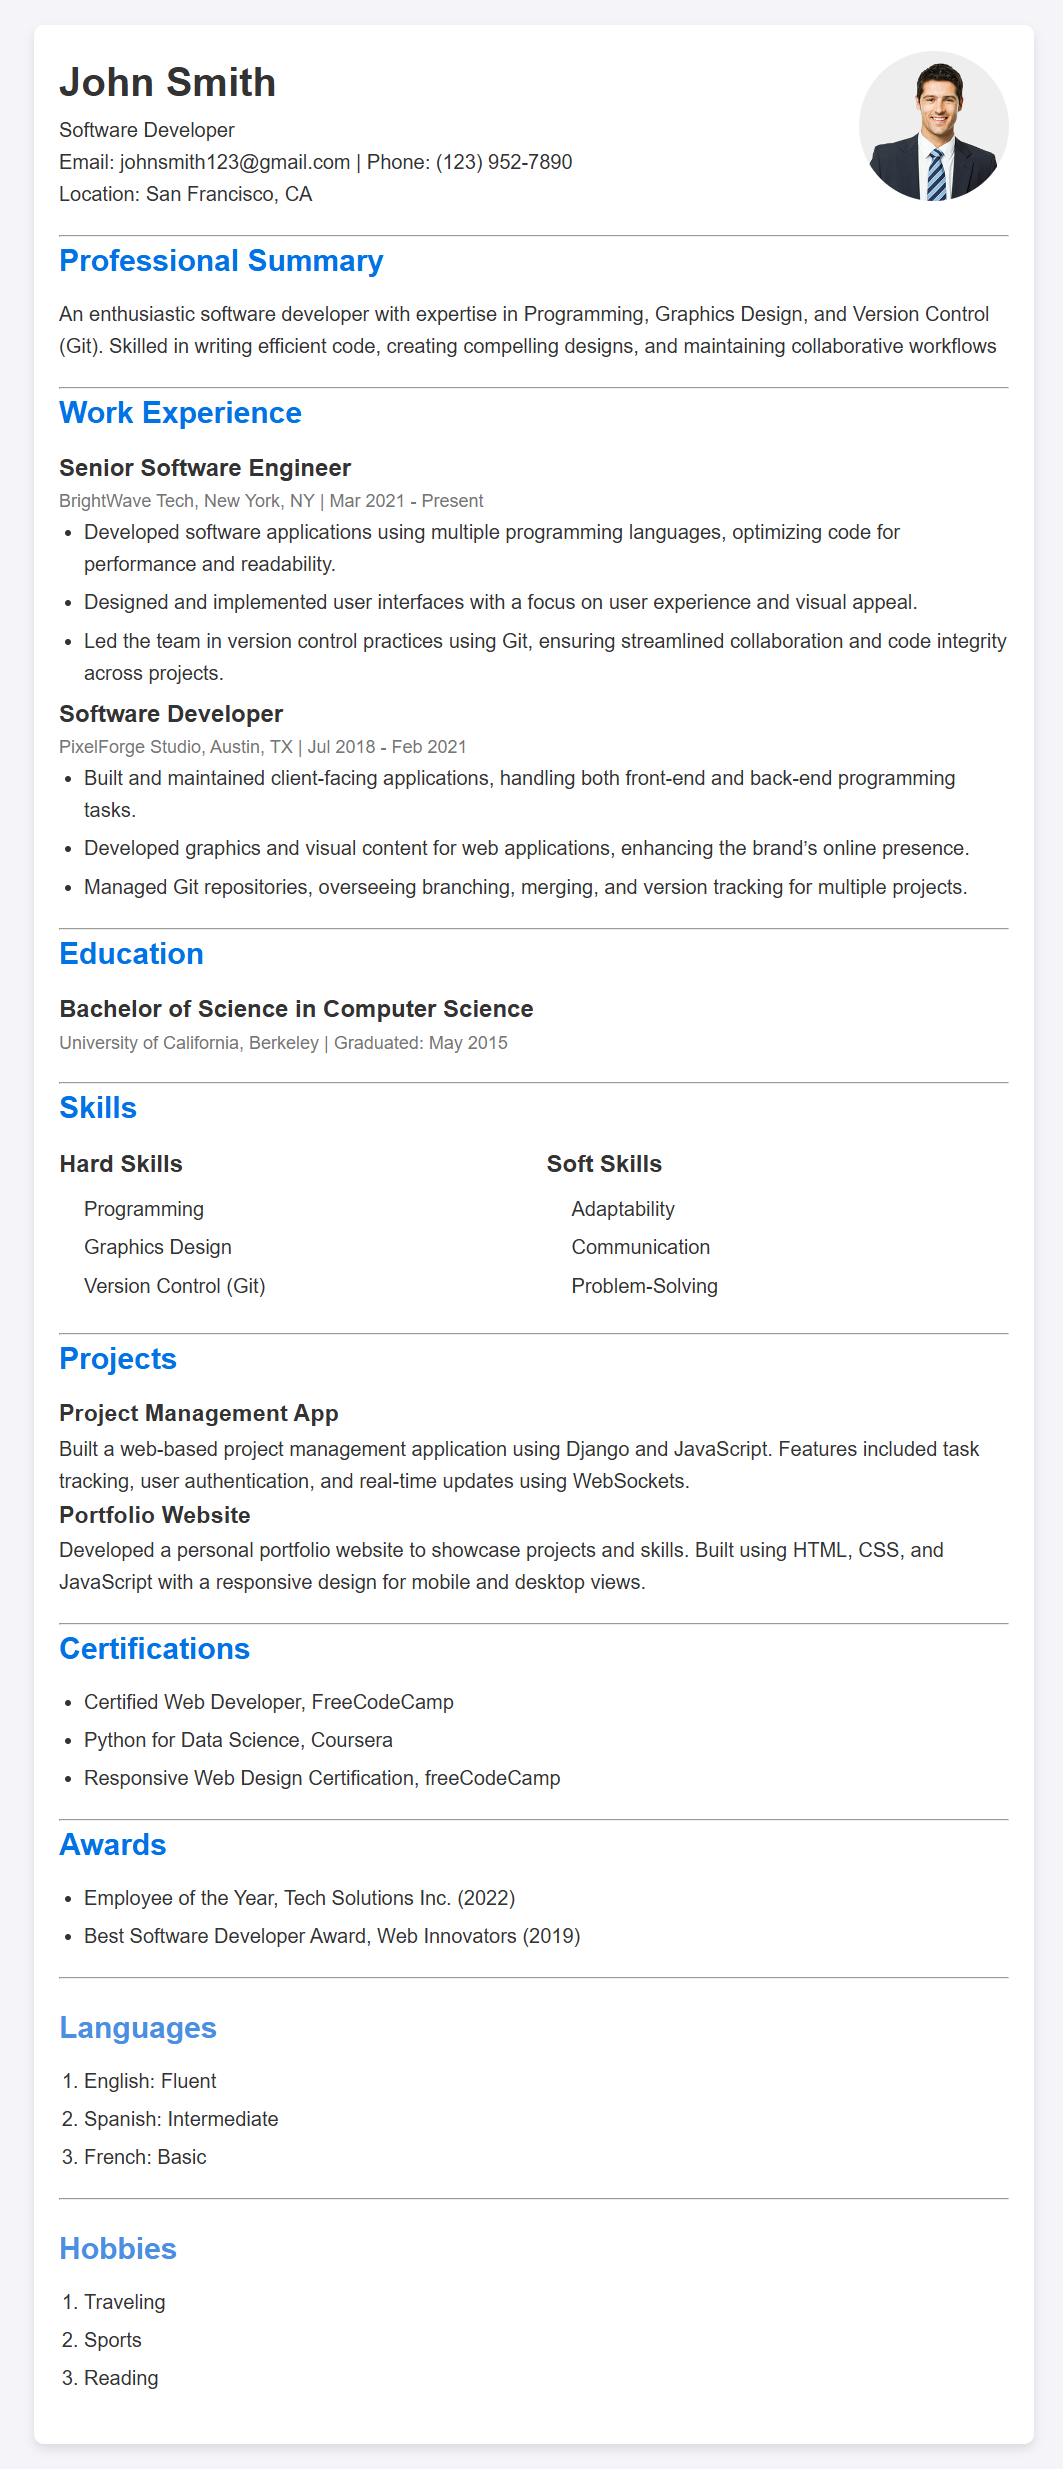 John Smith
Software Developer
Email: johnsmith123@gmail.com | Phone: (123) 952-7890
Location: San Francisco, CA
Professional Summary
An enthusiastic software developer with expertise in Programming, Graphics Design, and Version Control
(Git). Skilled in writing efficient code, creating compelling designs, and maintaining collaborative workflows
Work Experience
Senior Software Engineer
BrightWave Tech, New York, NY | Mar 2021 - Present
• Developed software applications using multiple programming languages, optimizing code for
performance and readability.
• Designed and implemented user interfaces with a focus on user experience and visual appeal.
• Led the team in version control practices using Git, ensuring streamlined collaboration and code integrity
across projects.
Software Developer
PixelForge Studio, Austin, TX | Jul 2018 - Feb 2021
• Built and maintained client-facing applications, handling both front-end and back-end programming
tasks.
• Developed graphics and visual content for web applications, enhancing the brand’s online presence.
• Managed Git repositories, overseeing branching, merging, and version tracking for multiple projects.
Education
Bachelor of Science in Computer Science
University of California, Berkeley | Graduated: May 2015
Skills
Hard Skills
Programming
Graphics Design
Version Control (Git)
Soft Skills
Adaptability
Communication
Problem-Solving
Projects
Project Management App
Built a web-based project management application using Django and JavaScript. Features included task
tracking, user authentication, and real-time updates using WebSockets.
Portfolio Website
Developed a personal portfolio website to showcase projects and skills. Built using HTML, CSS, and
JavaScript with a responsive design for mobile and desktop views.
Certifications
• Certified Web Developer, FreeCodeCamp
• Python for Data Science, Coursera
• Responsive Web Design Certification, freeCodeCamp
Awards
• Employee of the Year, Tech Solutions Inc. (2022)
• Best Software Developer Award, Web Innovators (2019)
Languages
1. English: Fluent
2. Spanish: Intermediate
3. French: Basic
Hobbies
1. Traveling
2. Sports
3. Reading